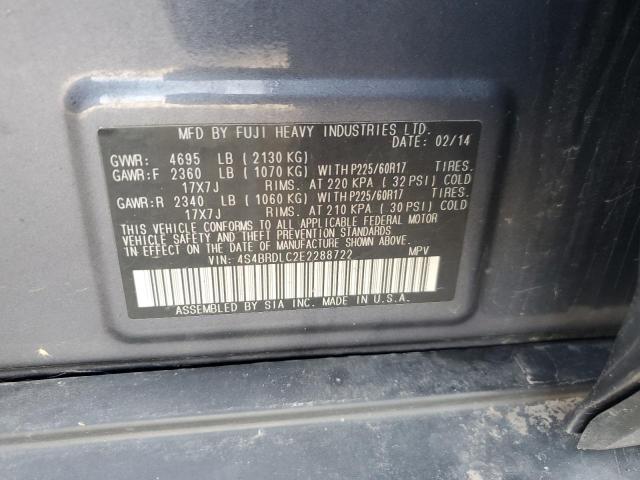 MFD BY FUJI HEAVY INDUSTRIES LTD.
DATE: 02/14
GVWR: 4695 LB (2130 KG)
GAWR:F 2360 LB (1070 KG) WITH P225/60R17 TIRES.
17X7J RIMS. AT 220 KPA (32 PSI) COLD
GAWR:R 2340 LB (1060 KG) WITH P225/60R17 TIRES.
17X7J RIMS. AT 210 KPA (30 PSI) COLD
THIS VEHICLE CONFORMS TO ALL APPLICABLE FEDERAL MOTOR
VEHICLE SAFETY AND THEFT PREVENTION STANDARDS
IN EFFECT ON THE DATE OF MANUFACTURE SHOWN ABOVE.
VIN: 4S4BRDLC2E2288722 MPV
ASSEMBLED BY SIA INC. MADE IN U.S.A.